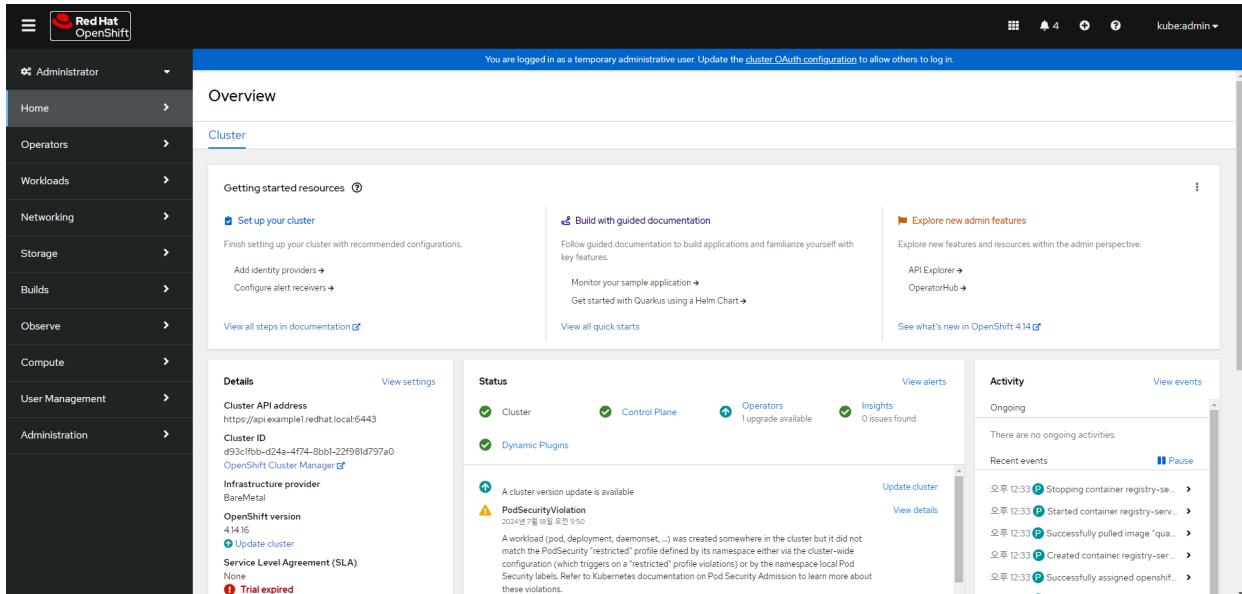 Red Hat
OpenShift
4
kube:admin
You are logged in as a temporary administrative user. Update the cluster OAuth configuration to allow others to log in.
Administrator
Home
Operators
Workloads
Networking
Storage
Builds
Observe
Compute
User Management
Administration
Overview
Cluster
Getting started resources
Set up your cluster
Finish setting up your cluster with recommended configurations.
Add identity providers
Configure alert receivers
View all steps in documentation
Build with guided documentation
Follow guided documentation to build applications and familiarize yourself with
key features.
Monitor your sample application
Get started with Quarkus using a Helm Chart
View all quick starts
Explore new admin features
Explore new features and resources within the admin perspective.
API Explorer
OperatorHub
See what's new in OpenShift 4.14
Details
View settings
Cluster API address
https://api.example1.redhat.local:6443
Cluster ID
d93c1fbb-d24a-4f74-8bb1-22f981d797a0
OpenShift Cluster Manager
Infrastructure provider
BareMetal
OpenShift version
4.14.16
Update cluster
Service Level Agreement (SLA)
None
Trial expired
Status
View alerts
Cluster
Control Plane
Operators
1 upgrade available
Insights
0 issues found
Dynamic Plugins
A cluster version update is available
Update cluster
PodSecurityViolation
View details
2024년 7월 18일 오전 9:50
A workload (pod, deployment, daemonset, ...) was created somewhere in the cluster but it did not
match the PodSecurity "restricted" profile defined by its namespace either via the cluster-wide
configuration (which triggers on a "restricted" profile violations) or by the namespace local Pod
Security labels. Refer to Kubernetes documentation on Pod Security Admission to learn more about
these violations.
Activity
View events
Ongoing
There are no ongoing activities.
Recent events
Pause
오후 12:33 P Stopping container registry-se...
오후 12:33 P Started container registry-serv...
오후 12:33 P Successfully pulled image "qua...
오후 12:33 P Created container registry-ser...
오후 12:33 P Successfully assigned openshif...